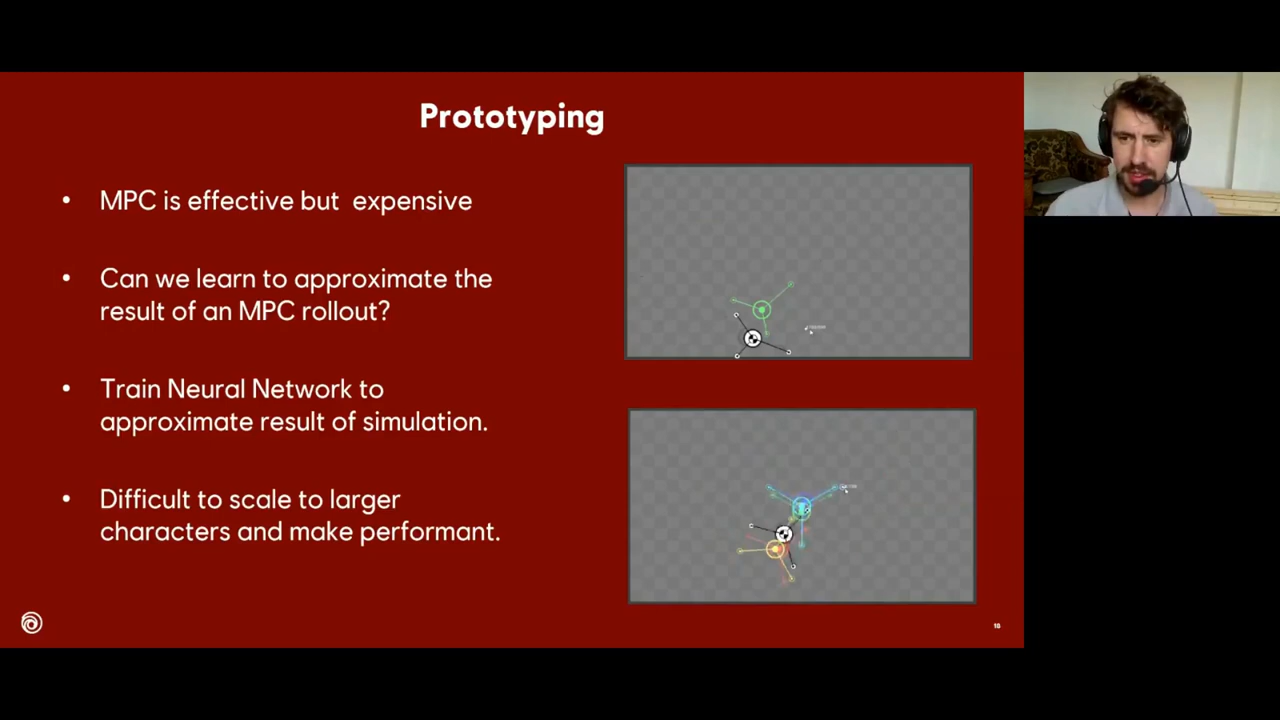 Prototyping
• MPC is effective but expensive
• Can we learn to approximate the
result of an MPC rollout?
• Train Neural Network to
approximate result of simulation.
• Difficult to scale to larger
characters and make performant.
18